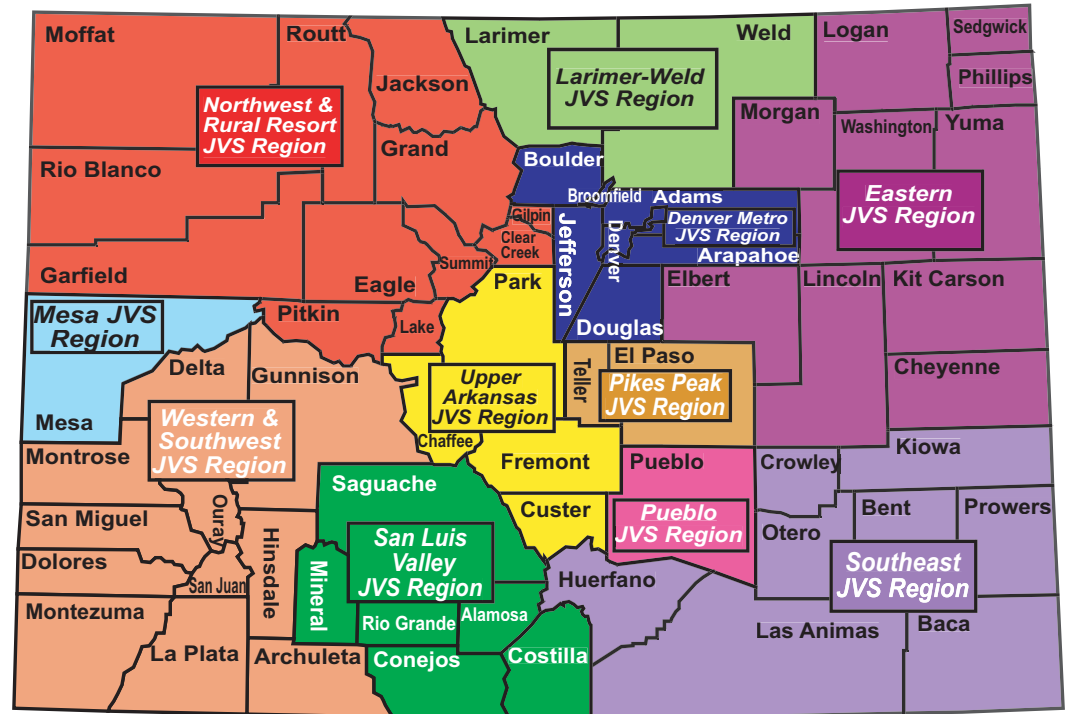 Moffat
Routt
Larimer
Weld
Logan
Sedgwick
Jackson
Larimer-Weld
JVS Region
Phillips
Northwest &
Rural Resort
JVS Region
Morgan
Washington
Yuma
Grand
Rio Blanco
Boulder
Broomfield
Adams
Eastern
JVS Region
Gilpin
Clear
Creek
Jefferson
Denver
Denver Metro
JVS Region
Arapahoe
Garfield
Eagle
Summit
Park
Elbert
Lincoln
Kit Carson
Mesa JVS
Region
Pitkin
Lake
Douglas
Delta
Gunnison
Teller
El Paso
Cheyenne
Upper
Arkansas
JVS Region
Pikes Peak
JVS Region
Mesa
Western &
Southwest
JVS Region
Chaffee
Montrose
Fremont
Pueblo
Crowley
Kiowa
Saguache
San Miguel
Ouray
Hinsdale
Custer
Pueblo
JVS Region
Otero
Bent
Prowers
Dolores
San Juan
Mineral
San Luis
Valley
JVS Region
Huerfano
Southeast
JVS Region
Montezuma
Rio Grande
Alamosa
Las Animas
Baca
La Plata
Archuleta
Conejos
Costilla